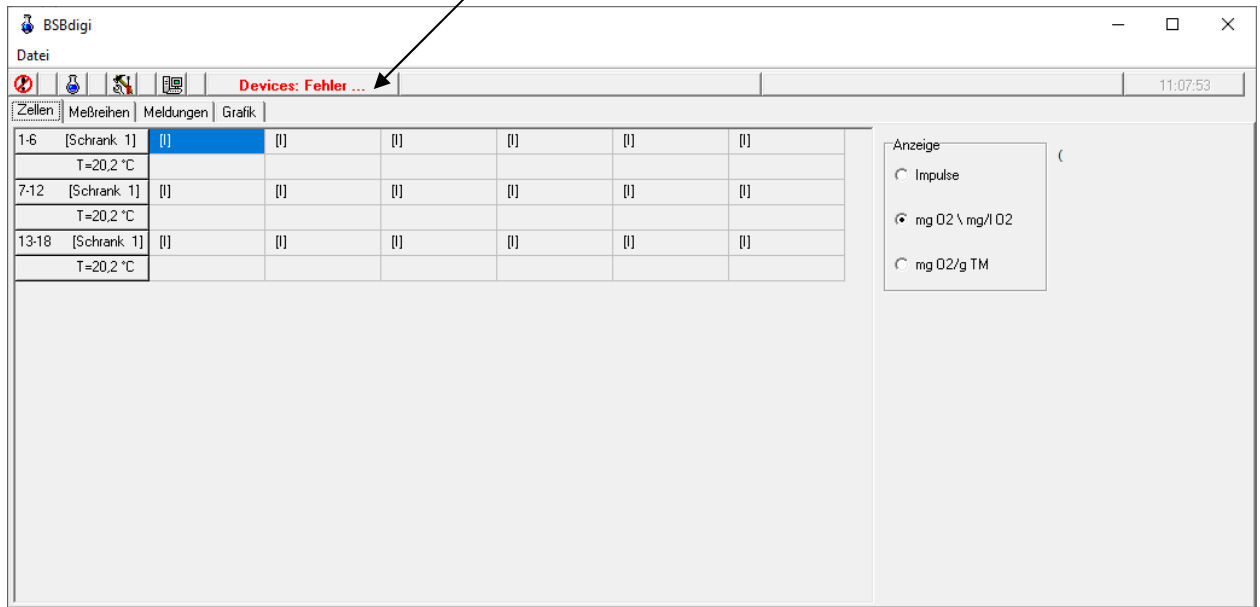 BSBdigi
Datei
Devices: Fehler ... 11:07:53
Zellen Meßreihen Meldungen Grafik
1-6 [Schrank 1] [I] [I] [I] [I] [I] [I]
T=20,2 °C
7-12 [Schrank 1] [I] [I] [I] [I] [I] [I]
T=20,2 °C
13-18 [Schrank 1] [I] [I] [I] [I] [I] [I]
T=20,2 °C
Anzeige
(
Impulse
mg O2 \ mg/l O2
mg O2/g TM